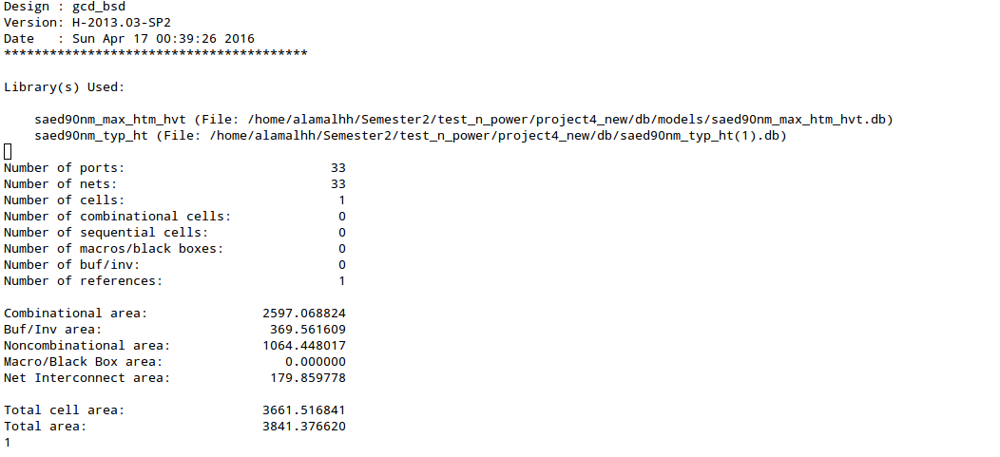 Design : gcd_bsd
Version: H-2013.03-SP2
Date   : Sun Apr 17 00:39:26 2016
****************************************
Library(s) Used:
saed90nm_max_htm_hvt (File: /home/alamalhh/Semester2/test_n_power/project4_new/db/models/saed90nm_max_htm_hvt.db)
saed90nm_typ_ht (File: /home/alamalhh/Semester2/test_n_power/project4_new/db/saed90nm_typ_ht(1).db)
Number of ports: 33
Number of nets: 33
Number of cells: 1
Number of combinational cells: 0
Number of sequential cells: 0
Number of macros/black boxes: 0
Number of buf/inv: 0
Number of references: 1
Combinational area: 2597.068824
Buf/Inv area: 369.561609
Noncombinational area: 1064.448017
Macro/Black Box area: 0.000000
Net Interconnect area: 179.859778
Total cell area: 3661.516841
Total area: 3841.376620
1